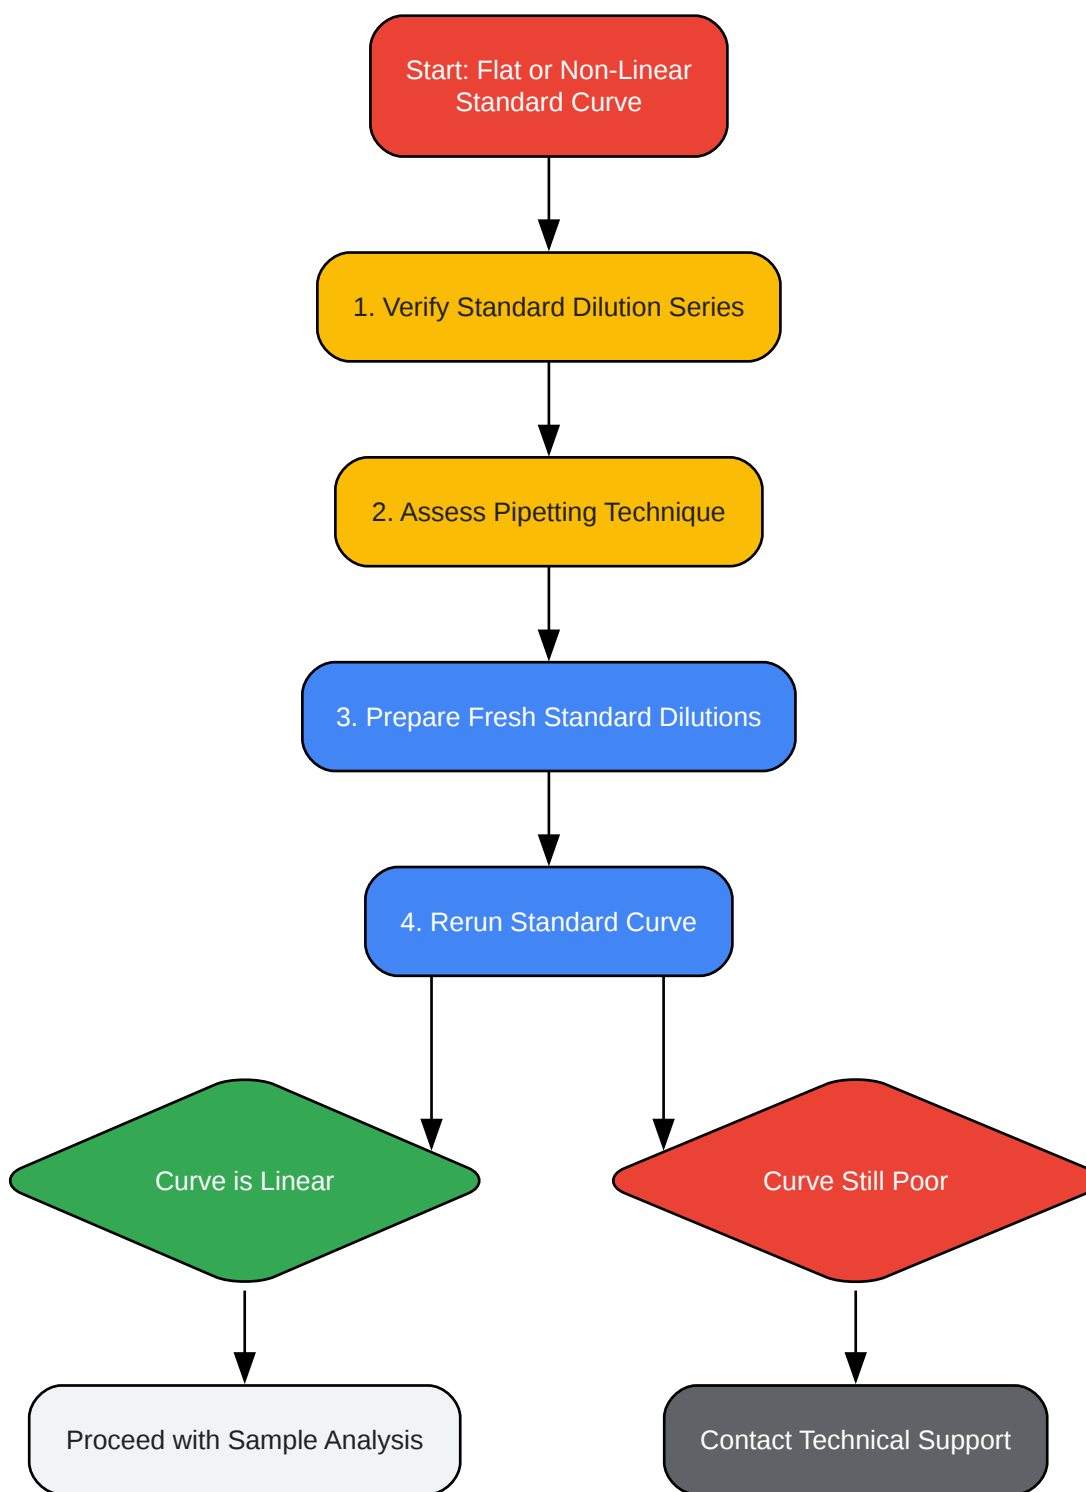 Start: Flat or Non-Linear
Standard Curve
1. Verify Standard Dilution Series
2. Assess Pipetting Technique
3. Prepare Fresh Standard Dilutions
4. Rerun Standard Curve
Curve is Linear
Curve Still Poor
Proceed with Sample Analysis
Contact Technical Support